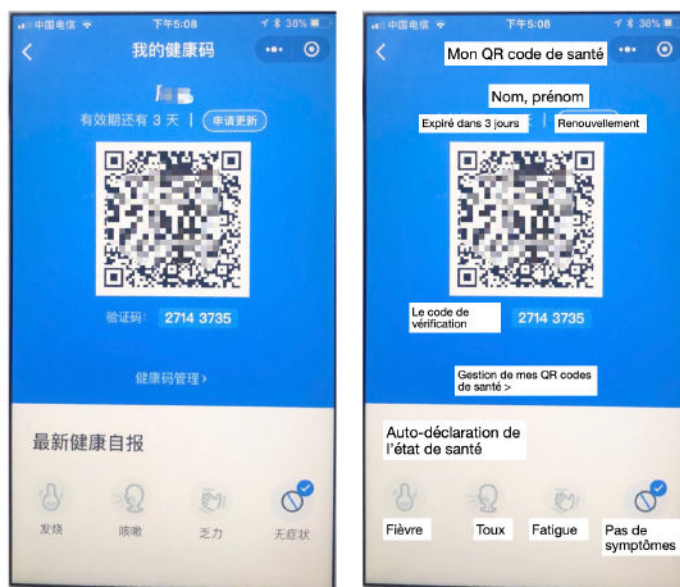 中国电信 下午5:08 38%
我的健康码
有效期还有 3 天 | 申请更新
验证码: 2714 3735
健康码管理 >
最新健康自报
发烧 咳嗽 乏力 无症状
中国电信 下午5:08 38%
Mon QR code de santé
Nom, prénom
Expiré dans 3 jours | Renouvellement
Le code de
vérification
2714 3735
Gestion de mes QR codes
de santé >
Auto-déclaration de
l'état de santé
Fièvre Toux Fatigue Pas de
symptômes